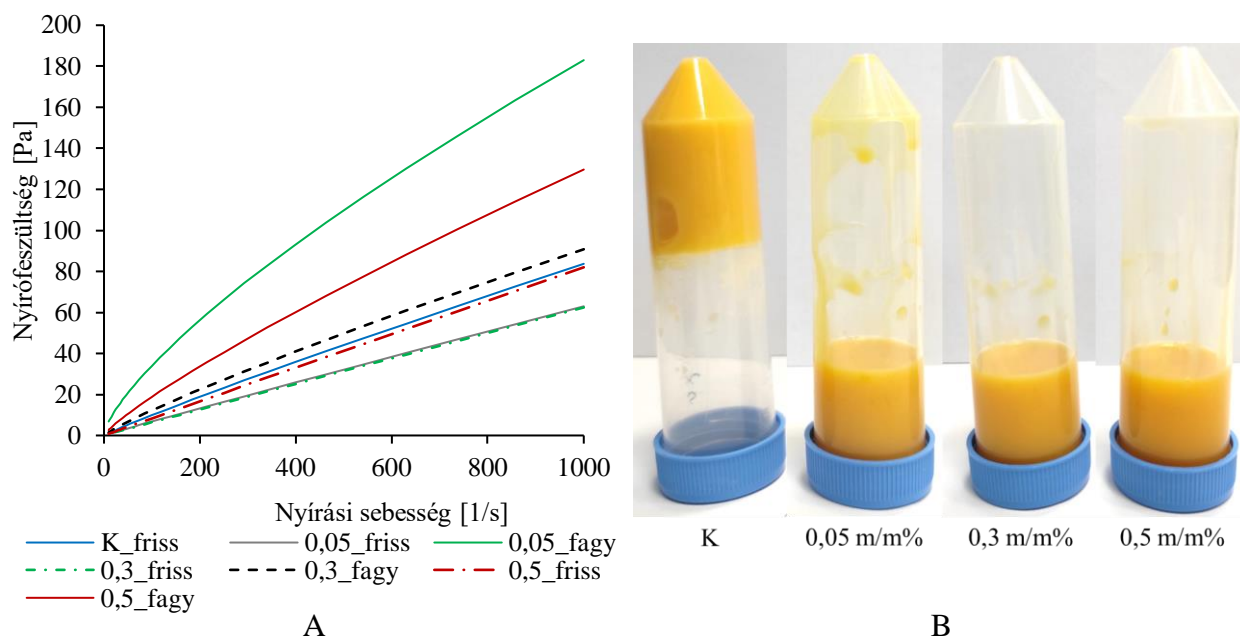 200
180
160
140
120
100
80
60
40
20
0
Nyírófeszültség [Pa]
0 200 400 600 800 1000
Nyírási sebesség [1/s]
K_friss 0,05_friss 0,05_fagy
0,3_friss 0,3_fagy 0,5_friss
0,5_fagy
A
K 0,05 m/m% 0,3 m/m% 0,5 m/m%
B